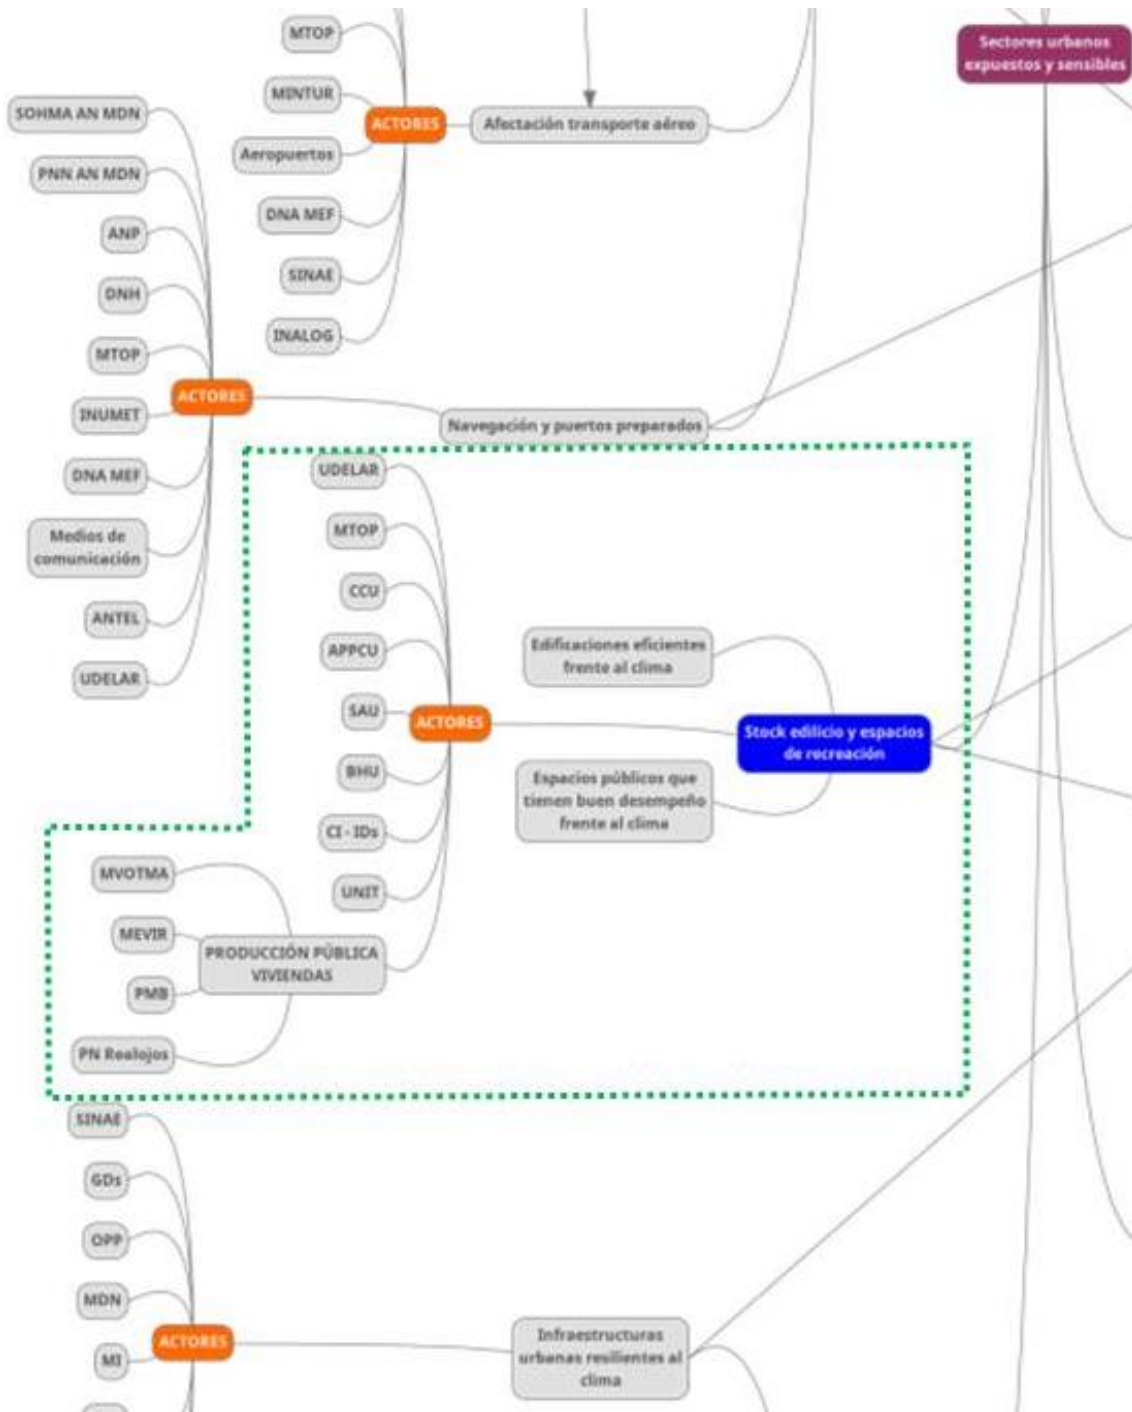 MTOP
MINTUR
ACTORES
Aeropuertos
DNA MEF
SINAE
INALOG
Afectación transporte aéreo
Sectores urbanos
expuestos y sensibles
SOHMA AN MDN
PNN AN MDN
ANP
DNH
MTOP
ACTORES
INUMET
DNA MEF
Medios de
comunicación
ANTEL
UDELAR
Navegación y puertos preparados
UDELAR
MTOP
CCU
APPCU
SAU
ACTORES
BHU
CI - IDs
UNIT
Edificaciones eficientes
frente al clima
Stock edilicio y espacios
de recreación
Espacios públicos que
tienen buen desempeño
frente al clima
MVOTMA
MEVIR
PRODUCCIÓN PÚBLICA
VIVIENDAS
PMB
PN Realojos
SINAE
GDs
OPP
MDN
ACTORES
MI
Infraestructuras
urbanas resilientes al
clima